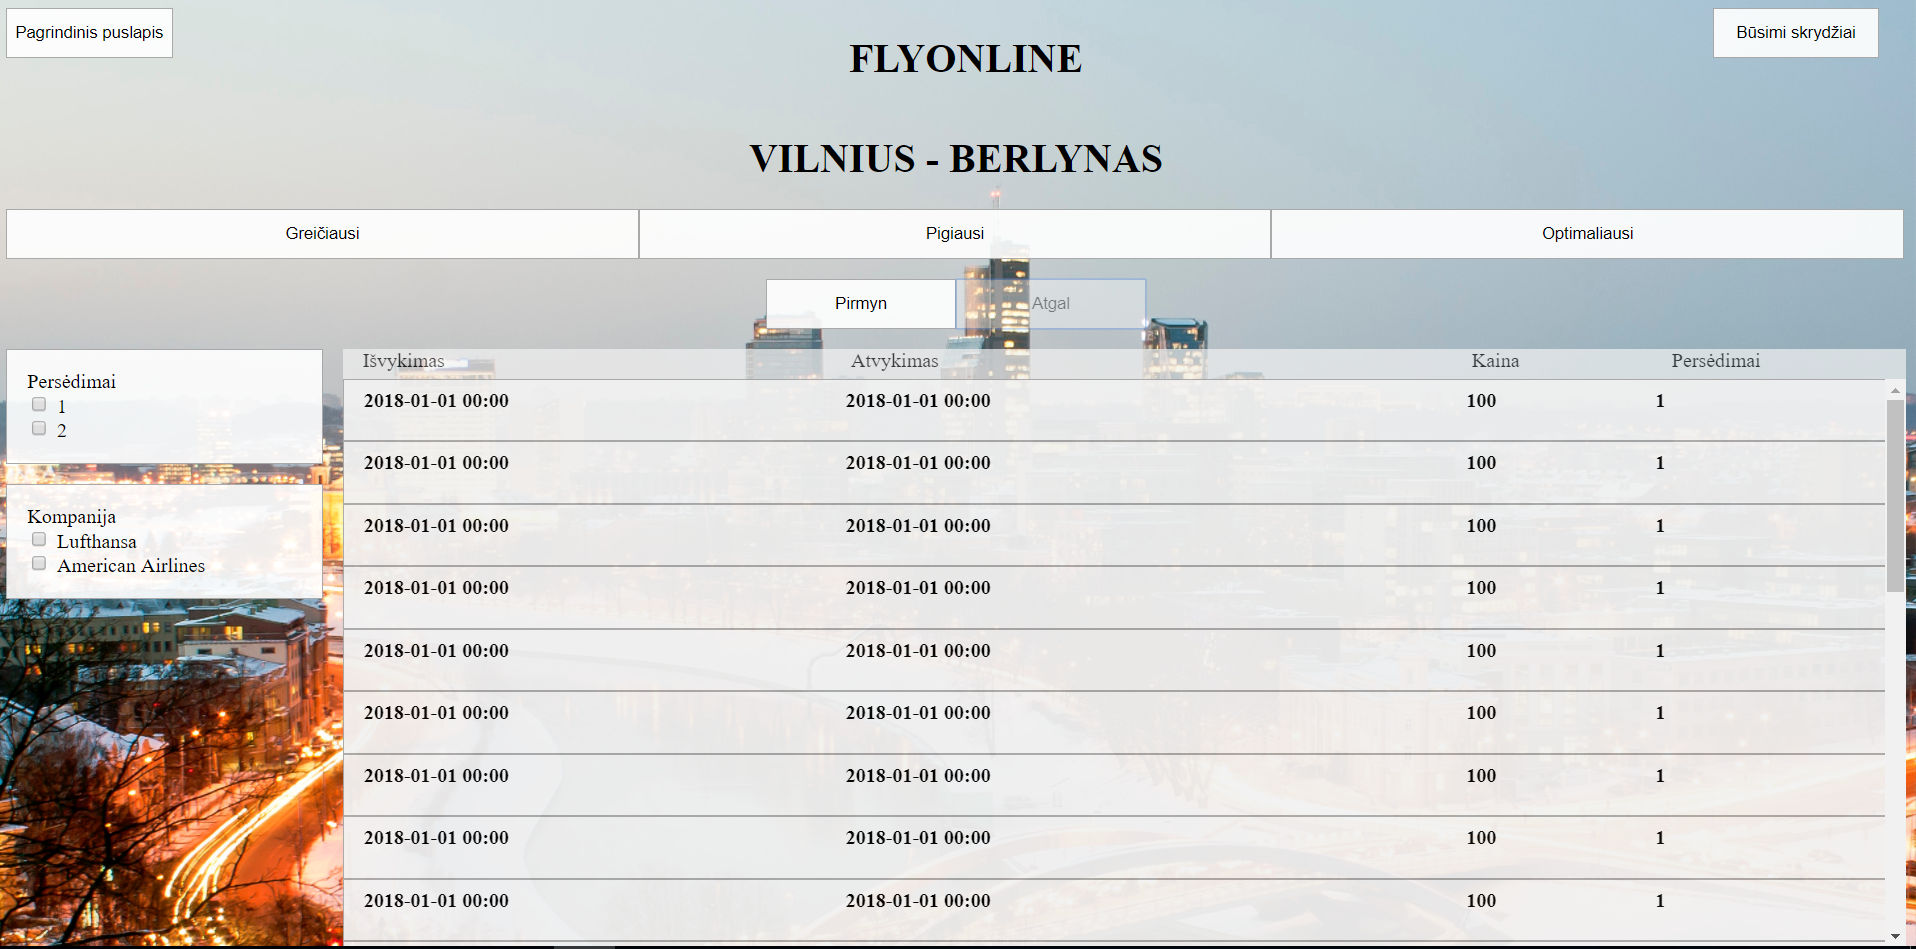 Pagrindinis puslapis
Būsimi skrydžiai
FLYONLINE
VILNIUS - BERLYNAS
Greičiausi Pigiausi Optimaliausi
Pirmyn Atgal
Persėdimai
1
2
Kompanija
Lufthansa
American Airlines
Išvykimas Atvykimas Kaina Persėdimai
2018-01-01 00:00 2018-01-01 00:00 100 1
2018-01-01 00:00 2018-01-01 00:00 100 1
2018-01-01 00:00 2018-01-01 00:00 100 1
2018-01-01 00:00 2018-01-01 00:00 100 1
2018-01-01 00:00 2018-01-01 00:00 100 1
2018-01-01 00:00 2018-01-01 00:00 100 1
2018-01-01 00:00 2018-01-01 00:00 100 1
2018-01-01 00:00 2018-01-01 00:00 100 1
2018-01-01 00:00 2018-01-01 00:00 100 1